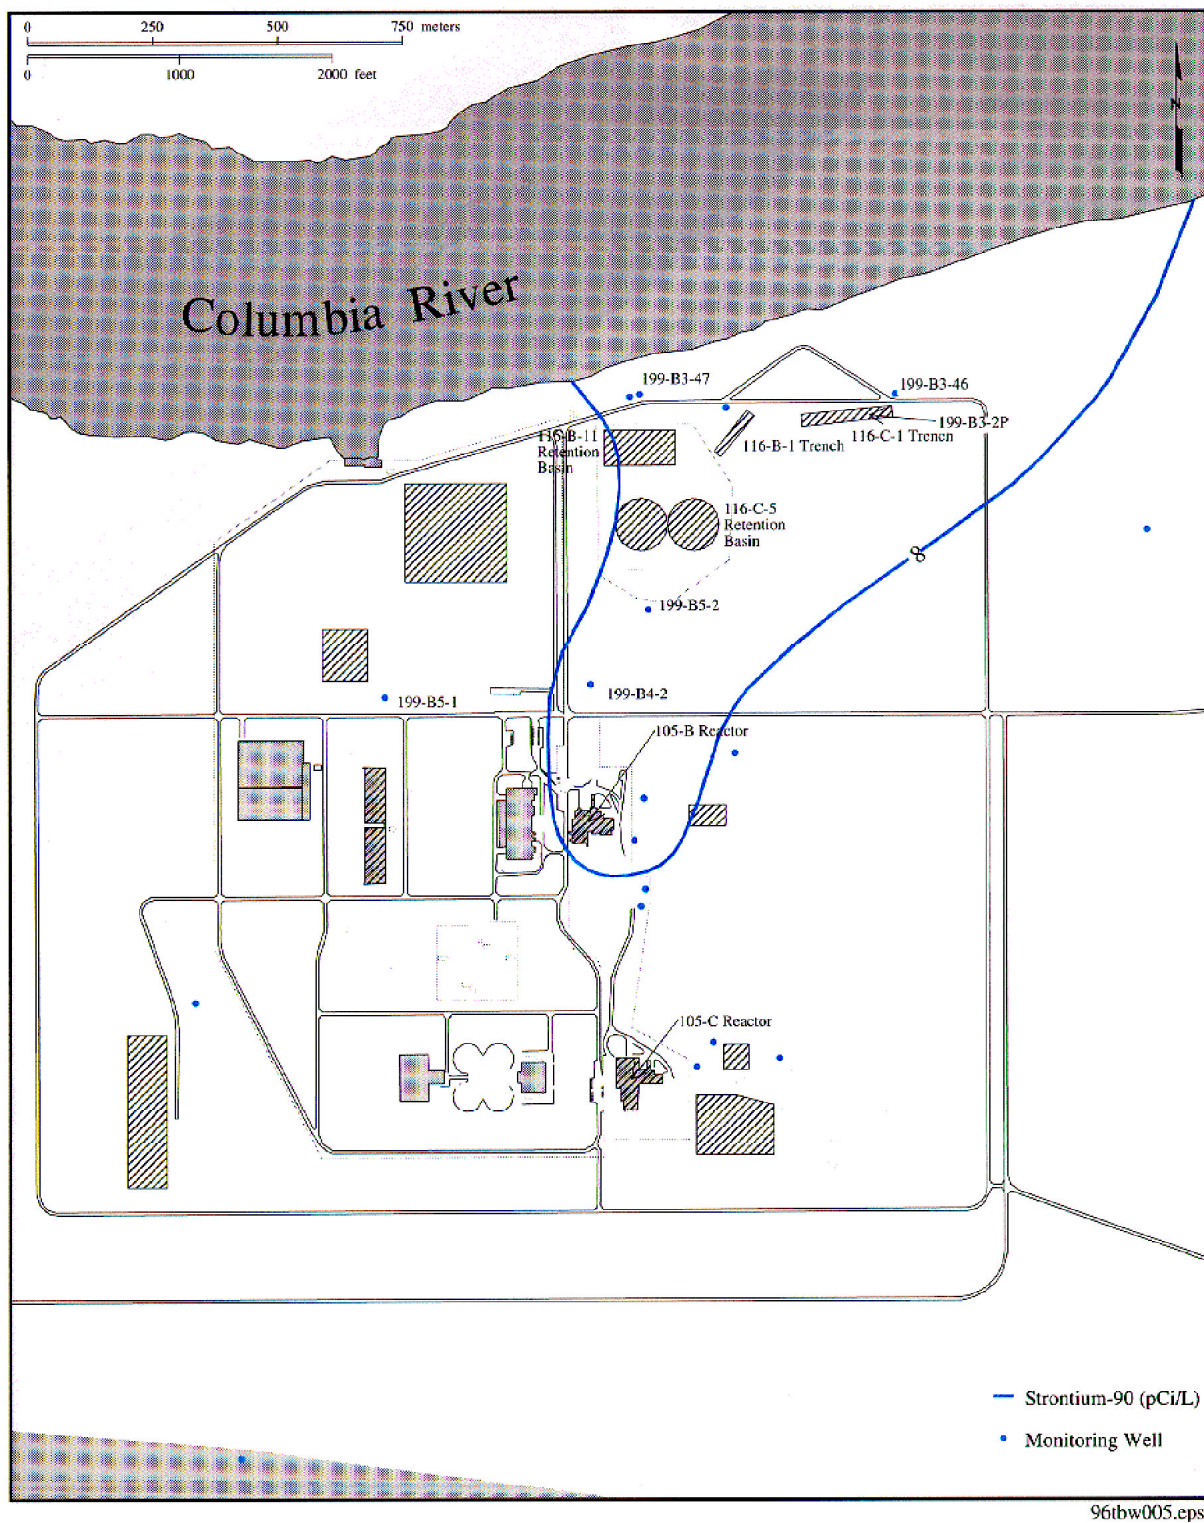 0 250 500 750 meters
0 1000 2000 feet
N
Columbia River
199-B3-47
199-B3-46
199-B3-2P
116-C-1 Trench
116-B-1 Trench
116-B-11
Retention
Basin
116-C-5
Retention
Basin
8
199-B5-2
199-B4-2
199-B5-1
105-B Reactor
105-C Reactor
Strontium-90 (pCi/L)
Monitoring Well
96tbw005.eps